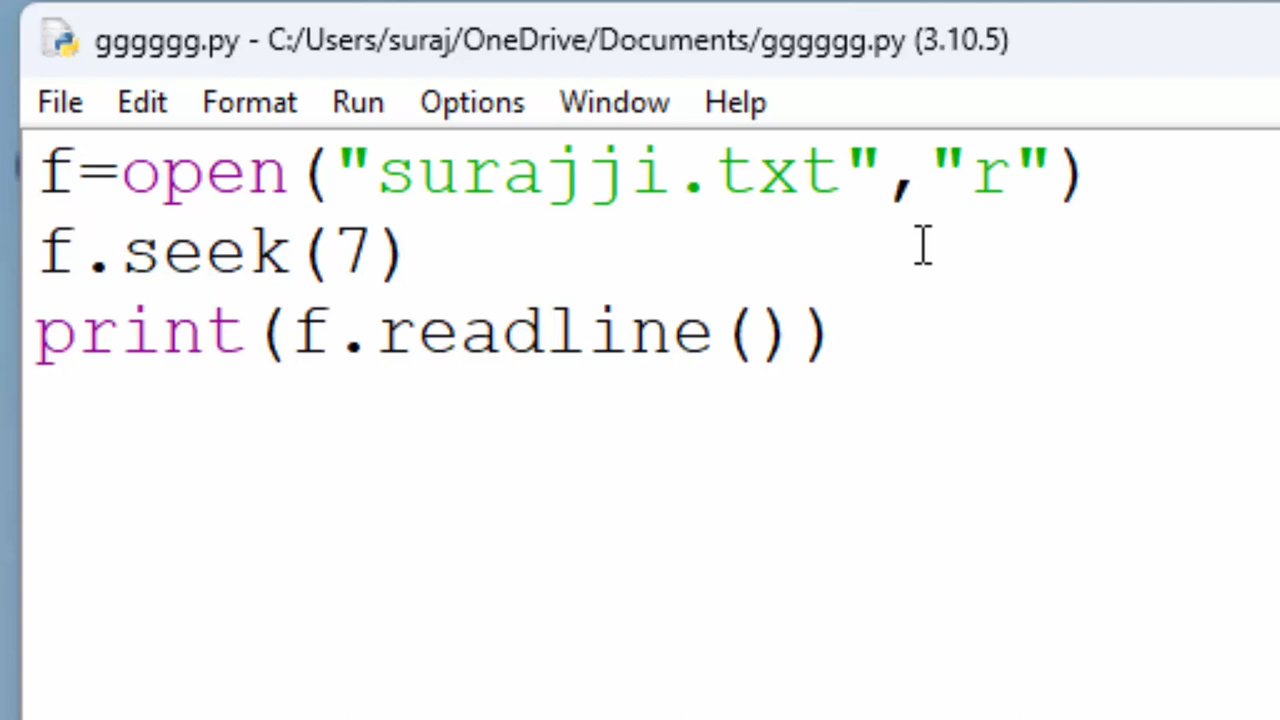 gggggg.py - C:/Users/suraj/OneDrive/Documents/gggggg.py (3.10.5)
File Edit Format Run Options Window Help
f=open("surajji.txt","r")
f.seek(7)
print(f.readline())